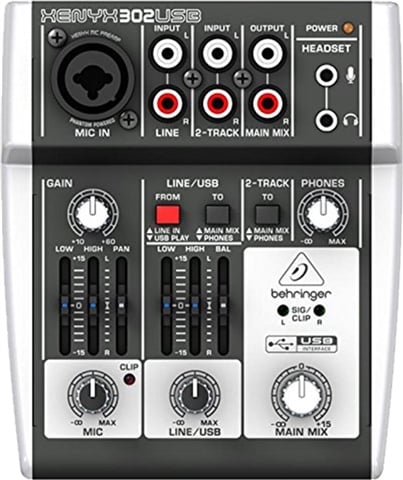 XENYX302USB
XENYX MIC PREAMP
PHANTOM POWERED
MIC IN
INPUT L
R
LINE
INPUT L
R
2-TRACK
OUTPUT L
R
MAIN MIX
POWER
HEADSET
GAIN
+10 +60
LINE/USB
FROM TO
▲ LINE IN ▲ MAIN MIX
▼ USB PLAY ▼ PHONES
2-TRACK
TO
▲ MAIN MIX
▼ PHONES
PHONES
-∞ MAX
LOW HIGH PAN
+15 L
0
-15 R
LOW HIGH BAL
+15 L
0
-15 R
behringer
SIG/
CLIP
L R
USB
INTERFACE
CLIP
-∞ MAX
MIC
-∞ MAX
LINE/USB
0
-∞ +15
MAIN MIX